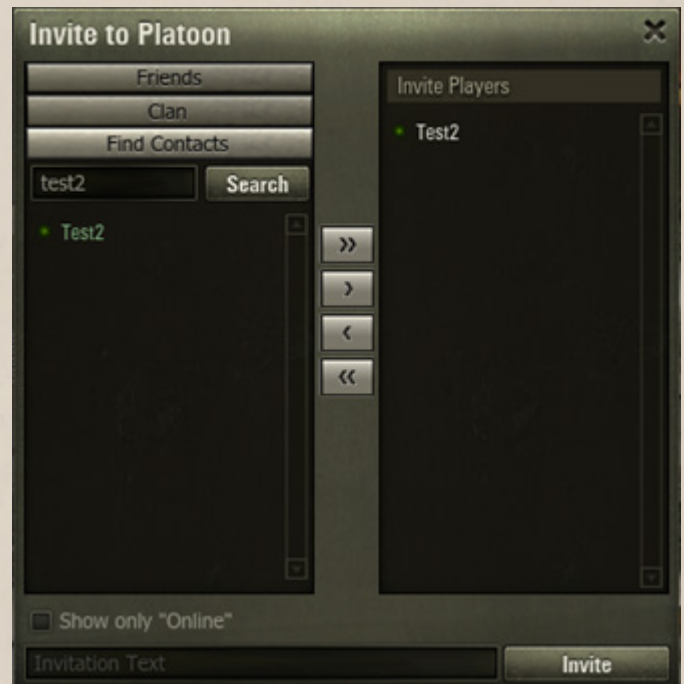 Invite to Platoon
Friends
Clan
Find Contacts
test2
Search
Test2
Invite Players
Test2
Show only "Online"
Invitation Text
Invite